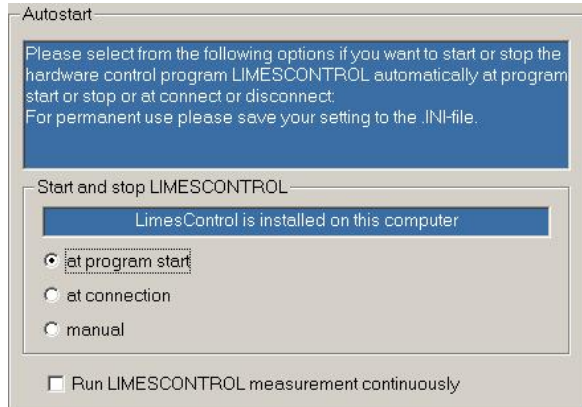 Autostart
Please select from the following options if you want to start or stop the
hardware control program LIMESCONTROL automatically at program
start or stop or at connect or disconnect:
For permanent use please save your setting to the .INI-file.
Start and stop LIMESCONTROL
LimesControl is installed on this computer
at program start
at connection
manual
Run LIMESCONTROL measurement continuously